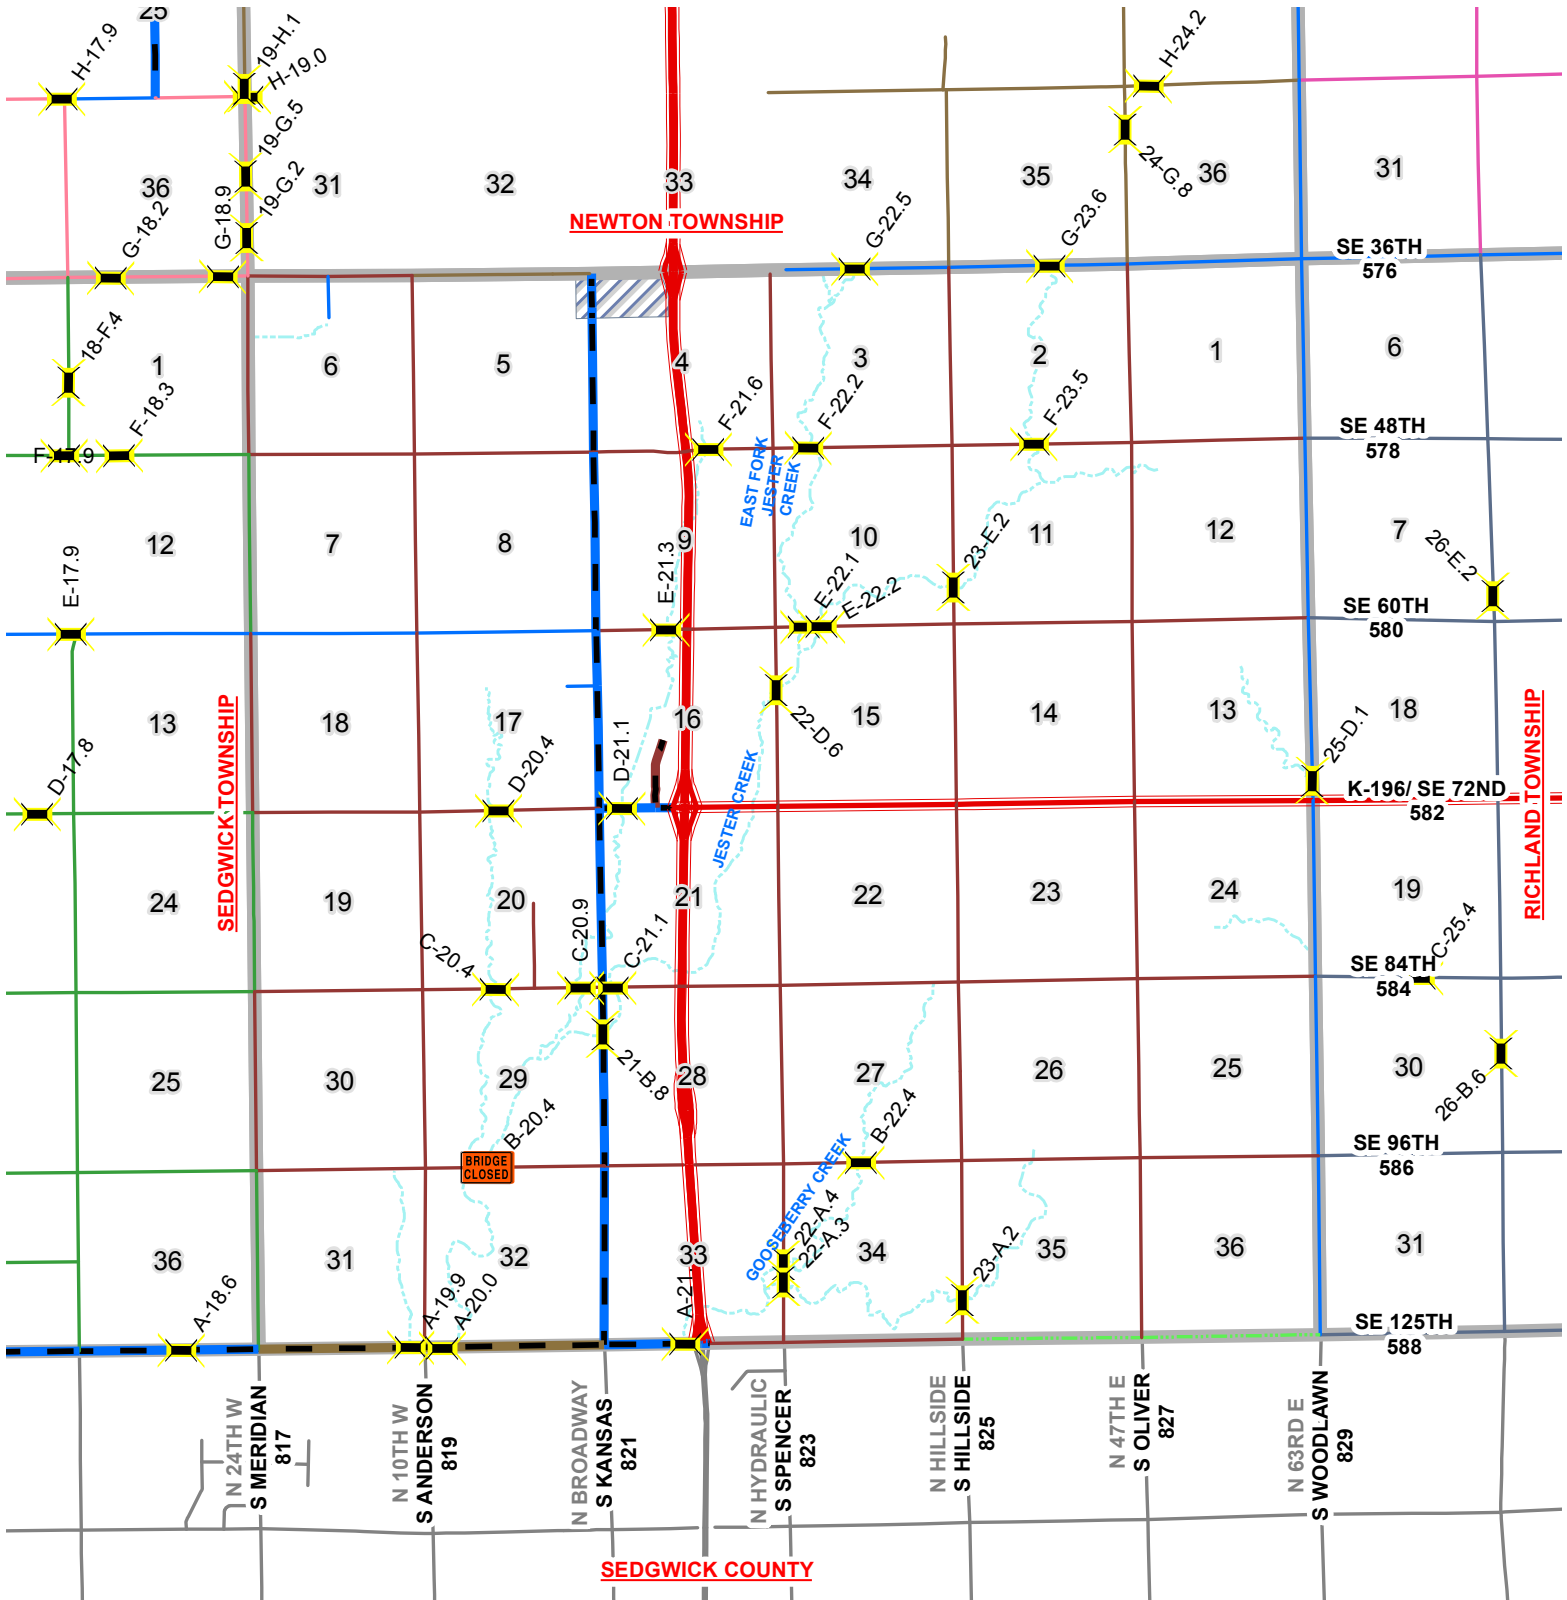 25
H-17.9
19-H.1
H-19.0
19-G.5
19-G.2
G-18.9
G-18.2
H-24.2
24-G.8
G-22.5
G-23.6
36
31
32
33
34
35
36
31
NEWTON TOWNSHIP
SE 36TH
576
18-F.4
F-18.3
F-17.9
1
6
5
4
3
2
1
6
F-21.6
F-22.2
F-23.5
SE 48TH
578
EAST FORK
JESTER
CREEK
12
7
8
9
10
11
12
7
E-17.9
E-21.3
E-22.1
E-22.2
23-E.2
26-E.2
SE 60TH
580
13
18
17
16
15
14
13
18
SEDGWICK TOWNSHIP
RICHLAND TOWNSHIP
D-17.8
D-20.4
D-21.1
22-D.6
25-D.1
JESTER CREEK
K-196/ SE 72ND
582
24
19
20
21
22
23
24
19
C-20.4
C-20.9
C-21.1
C-25.4
SE 84TH
584
21-B.8
25
30
29
28
27
26
25
30
26-B.6
B-20.4
BRIDGE
CLOSED
B-22.4
SE 96TH
586
GOOSEBERRY CREEK
22-A.4
22-A.3
23-A.2
36
31
32
33
34
35
36
31
A-18.6
A-19.9
A-20.0
A-21
SE 125TH
588
N 24TH W
S MERIDIAN
817
N 10TH W
S ANDERSON
819
N BROADWAY
S KANSAS
821
N HYDRAULIC
S SPENCER
823
N HILLSIDE
S HILLSIDE
825
N 47TH E
S OLIVER
827
N 63RD E
S WOODLAWN
829
SEDGWICK COUNTY